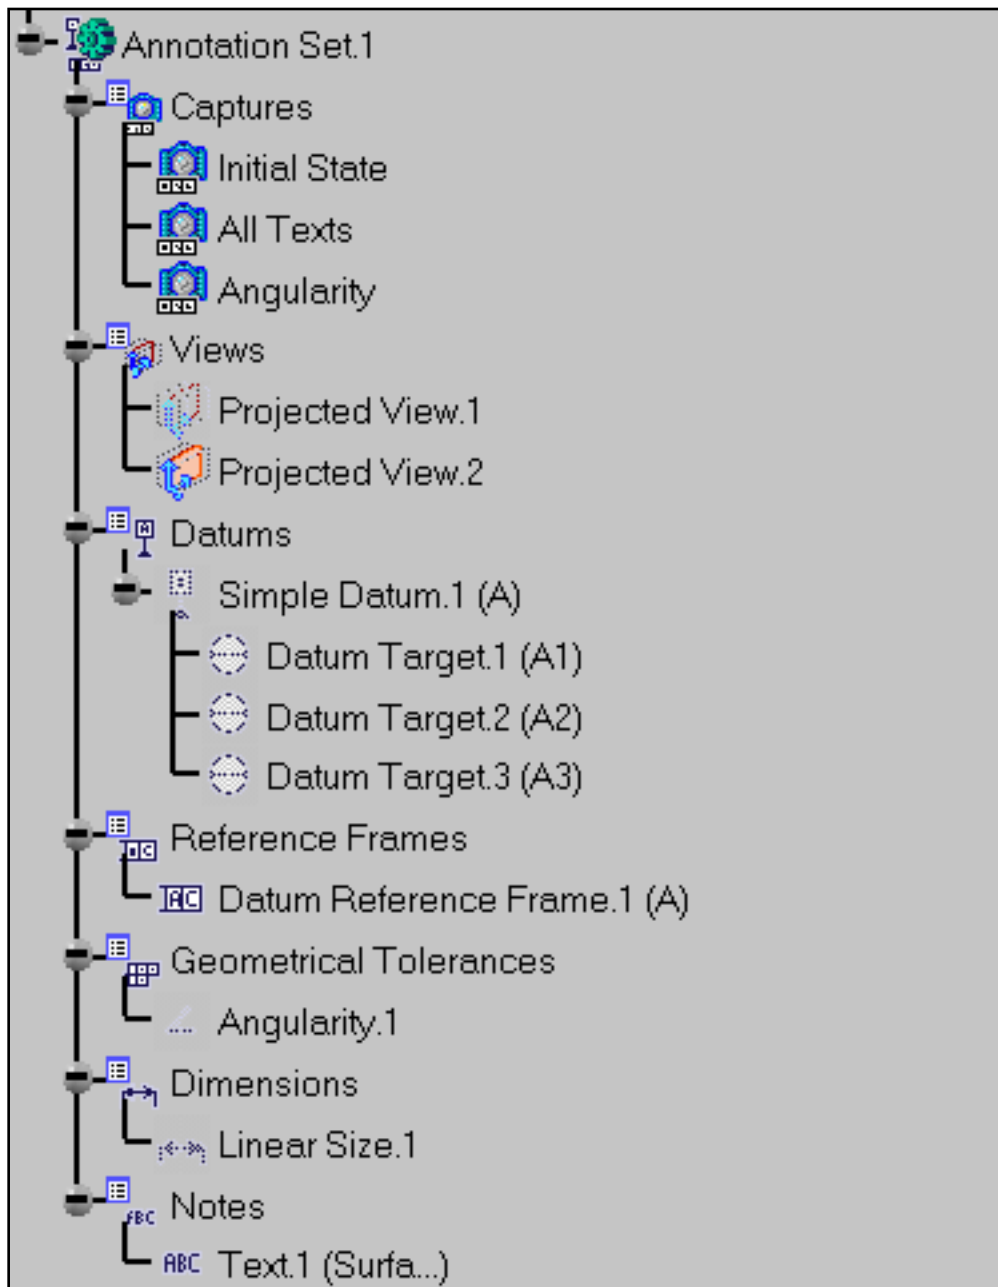 Annotation Set.1
Captures
Initial State
All Texts
Angularity
Views
Projected View.1
Projected View.2
Datums
Simple Datum.1 (A)
Datum Target.1 (A1)
Datum Target.2 (A2)
Datum Target.3 (A3)
Reference Frames
Datum Reference Frame.1 (A)
Geometrical Tolerances
Angularity.1
Dimensions
Linear Size.1
Notes
ABC Text.1 (Surfa...)